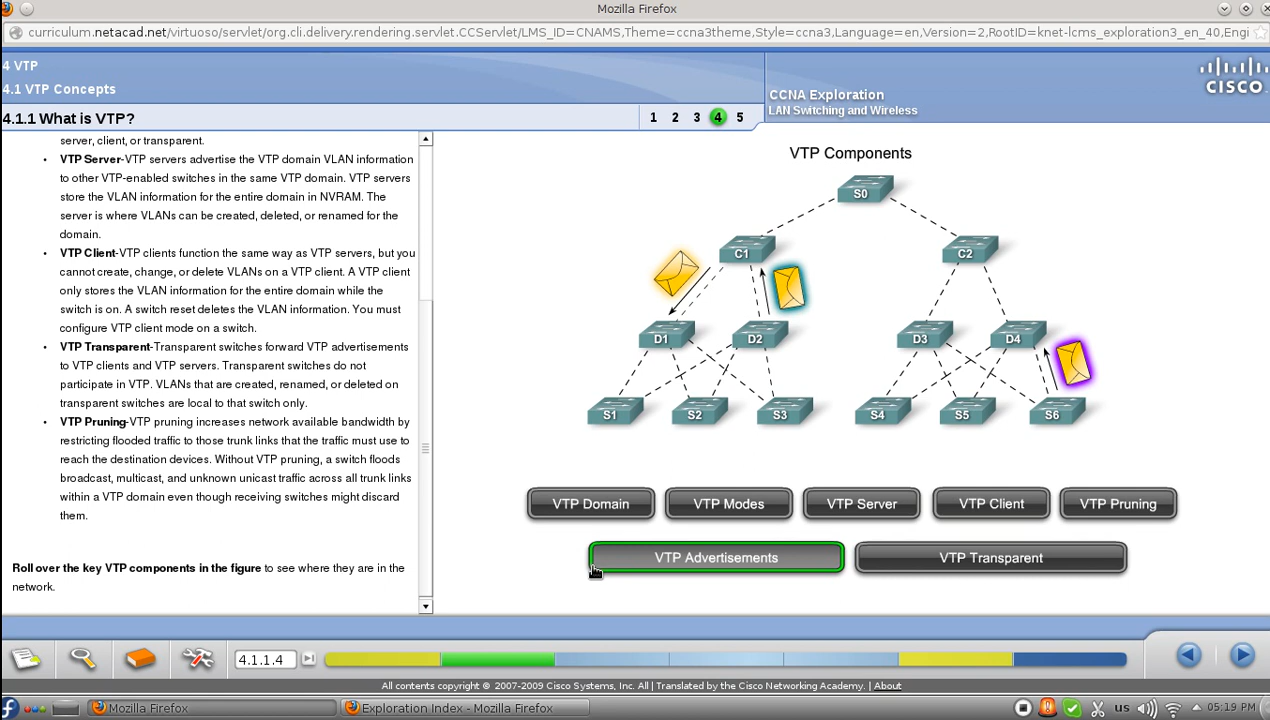 Mozilla Firefox
curriculum.netacad.net/virtuoso/servlet/org.cli.delivery.rendering.servlet.CCServlet/LMS_ID=CNAMS,Theme=ccna3theme,Style=ccna3,Language=en,Version=2,RootID=knet-lcms_exploration3_en_40,Engi
4 VTP
4.1 VTP Concepts
CISCO
CCNA Exploration
LAN Switching and Wireless
4.1.1 What is VTP?
1 2 3 4 5
server, client, or transparent.
• VTP Server-VTP servers advertise the VTP domain VLAN information
to other VTP-enabled switches in the same VTP domain. VTP servers
store the VLAN information for the entire domain in NVRAM. The
server is where VLANs can be created, deleted, or renamed for the
domain.
• VTP Client-VTP clients function the same way as VTP servers, but you
cannot create, change, or delete VLANs on a VTP client. A VTP client
only stores the VLAN information for the entire domain while the
switch is on. A switch reset deletes the VLAN information. You must
configure VTP client mode on a switch.
• VTP Transparent-Transparent switches forward VTP advertisements
to VTP clients and VTP servers. Transparent switches do not
participate in VTP. VLANs that are created, renamed, or deleted on
transparent switches are local to that switch only.
• VTP Pruning-VTP pruning increases network available bandwidth by
restricting flooded traffic to those trunk links that the traffic must use to
reach the destination devices. Without VTP pruning, a switch floods
broadcast, multicast, and unknown unicast traffic across all trunk links
within a VTP domain even though receiving switches might discard
them.
Roll over the key VTP components in the figure to see where they are in the
network.
VTP Components
S0
C1 C2
D1 D2 D3 D4
S1 S2 S3 S4 S5 S6
VTP Domain VTP Modes VTP Server VTP Client VTP Pruning
VTP Advertisements VTP Transparent
4.1.1.4
All contents copyright © 2007-2009 Cisco Systems, Inc. All | Translated by the Cisco Networking Academy. | About
Mozilla Firefox Exploration Index - Mozilla Firefox us 05:19 PM